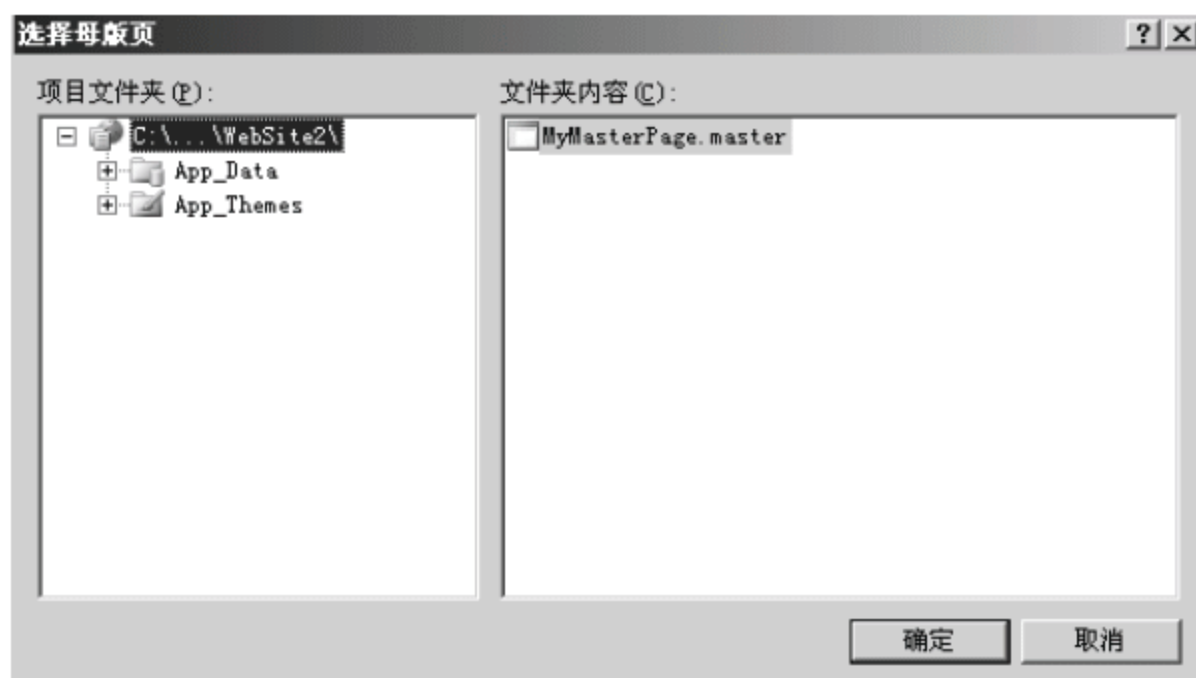 选择母版页
? ×
项目文件夹(P):
C:\...\WebSite2\
App_Data
App_Themes
文件夹内容(C):
MyMasterPage.master
确定
取消